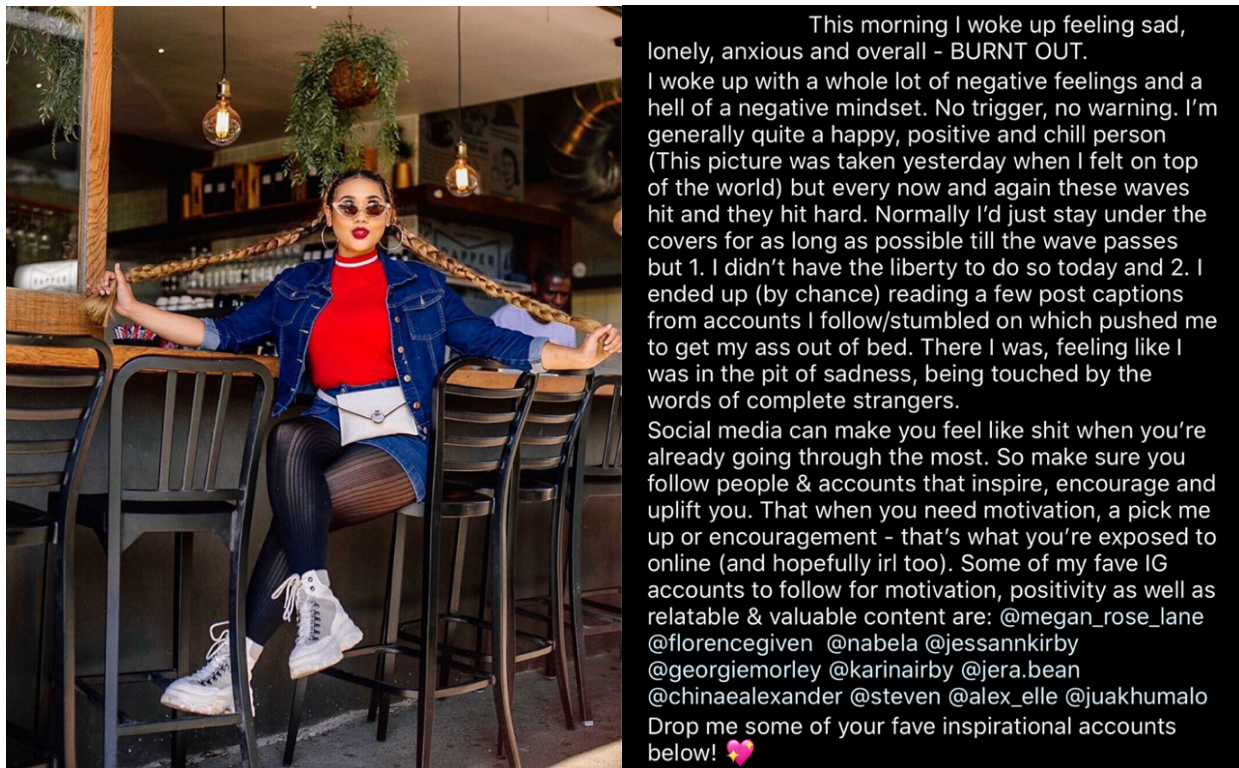 TAPPER
This morning I woke up feeling sad,
lonely, anxious and overall - BURNT OUT.
I woke up with a whole lot of negative feelings and a
hell of a negative mindset. No trigger, no warning. I’m
generally quite a happy, positive and chill person
(This picture was taken yesterday when I felt on top
of the world) but every now and again these waves
hit and they hit hard. Normally I’d just stay under the
covers for as long as possible till the wave passes
but 1. I didn’t have the liberty to do so today and 2. I
ended up (by chance) reading a few post captions
from accounts I follow/stumbled on which pushed me
to get my ass out of bed. There I was, feeling like I
was in the pit of sadness, being touched by the
words of complete strangers.
Social media can make you feel like shit when you’re
already going through the most. So make sure you
follow people & accounts that inspire, encourage and
uplift you. That when you need motivation, a pick me
up or encouragement - that’s what you’re exposed to
online (and hopefully irl too). Some of my fave IG
accounts to follow for motivation, positivity as well as
relatable & valuable content are: @megan_rose_lane
@florencegiven @nabela @jessannkirby
@georgiemorley @karinairby @jera.bean
@chinaealexander @steven @alex_elle @juakhumalo
Drop me some of your fave inspirational accounts
below! 💖